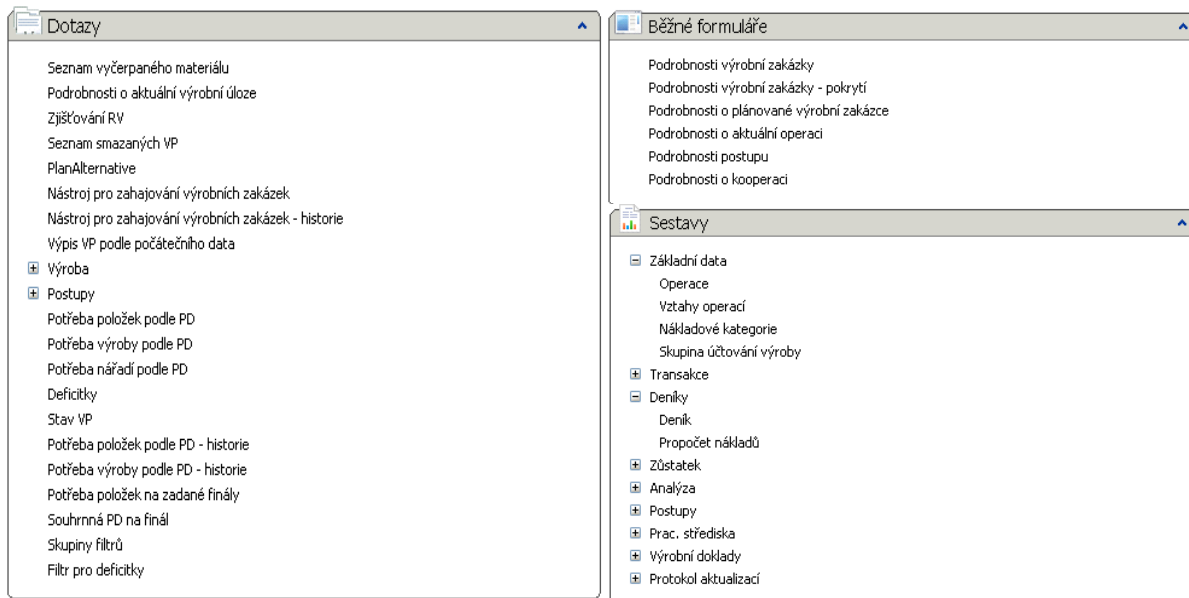 Dotazy
Seznam vyčerpaného materiálu
Podrobnosti o aktuální výrobní úloze
Zjišťování RV
Seznam smazaných VP
PlanAlternative
Nástroj pro zahajování výrobních zakázek
Nástroj pro zahajování výrobních zakázek - historie
Výpis VP podle počátečního data
Výroba
Postupy
Potřeba položek podle PD
Potřeba výroby podle PD
Potřeba nářadí podle PD
Deficitky
Stav VP
Potřeba položek podle PD - historie
Potřeba výroby podle PD - historie
Potřeba položek na zadané finály
Souhrnná PD na finál
Skupiny filtrů
Filtr pro deficitky
Běžné formuláře
Podrobnosti výrobní zakázky
Podrobnosti výrobní zakázky - pokrytí
Podrobnosti o plánované výrobní zakázce
Podrobnosti o aktuální operaci
Podrobnosti postupu
Podrobnosti o kooperaci
Sestavy
Základní data
Operace
Vztahy operací
Nákladové kategorie
Skupina účtování výroby
Transakce
Deníky
Deník
Propočet nákladů
Zůstatek
Analýza
Postupy
Prac. střediska
Výrobní doklady
Protokol aktualizací